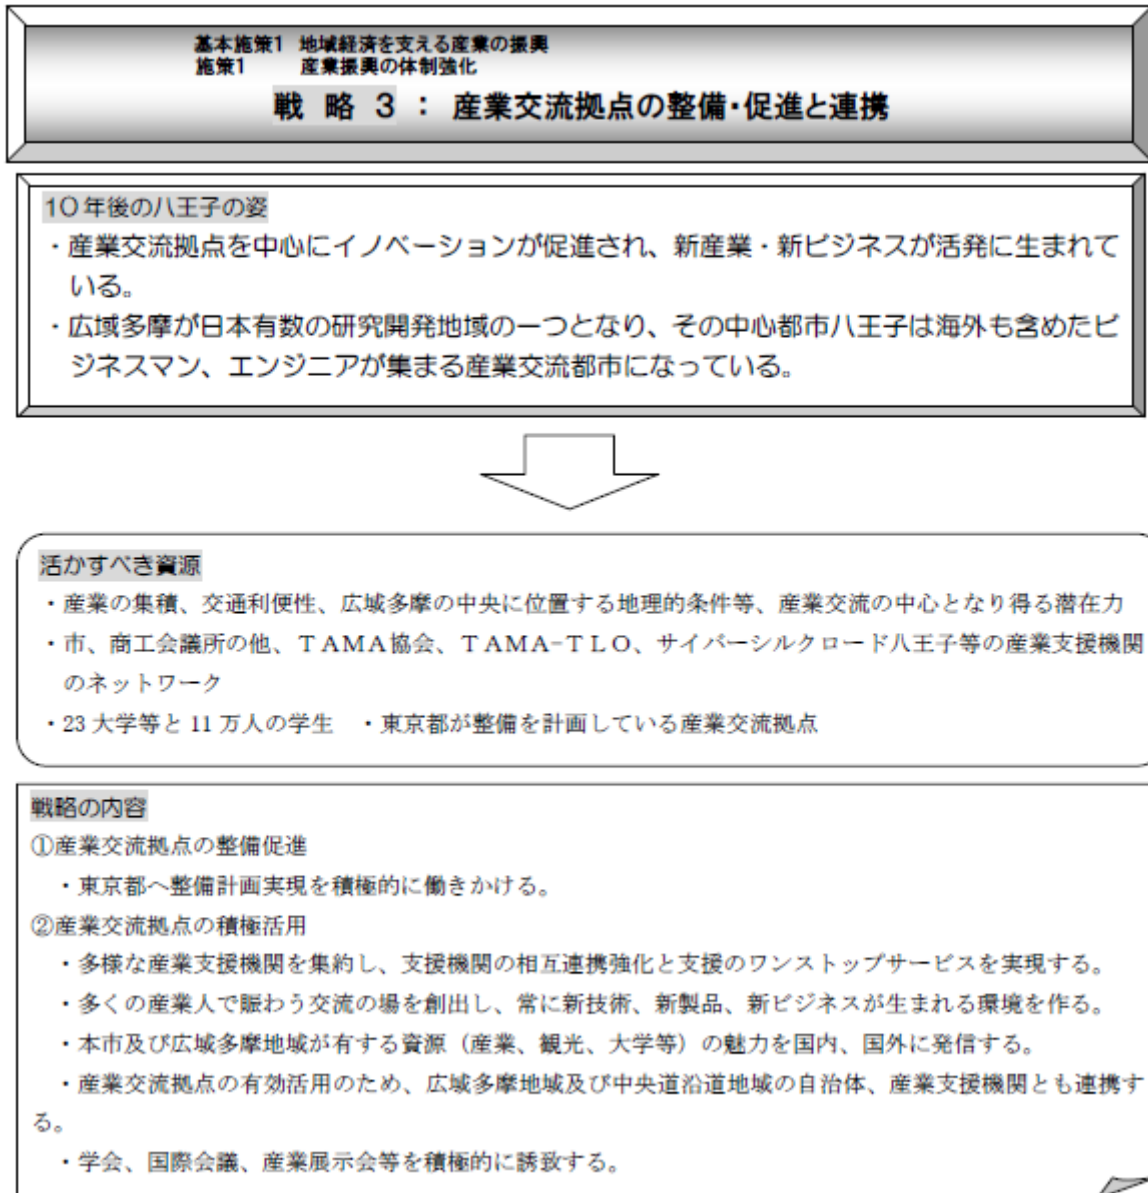 基本施策1 地域経済を支える産業の振興
施策1 産業振興の体制強化
戦 略 3 : 産業交流拠点の整備・促進と連携
10年後の八王子の姿
・産業交流拠点を中心にイノベーションが促進され、新産業・新ビジネスが活発に生まれて
いる。
・広域多摩が日本有数の研究開発地域の一つとなり、その中心都市八王子は海外も含めたビ
ジネスマン、エンジニアが集まる産業交流都市になっている。
活かすべき資源
・産業の集積、交通利便性、広域多摩の中央に位置する地理的条件等、産業交流の中心となり得る潜在力
・市、商工会議所の他、TAMA協会、TAMA-TLO、サイバーシルクロード八王子等の産業支援機関
のネットワーク
・23 大学等と 11 万人の学生 ・東京都が整備を計画している産業交流拠点
戦略の内容
①産業交流拠点の整備促進
・東京都へ整備計画実現を積極的に働きかける。
②産業交流拠点の積極活用
・多様な産業支援機関を集約し、支援機関の相互連携強化と支援のワンストップサービスを実現する。
・多くの産業人で賑わう交流の場を創出し、常に新技術、新製品、新ビジネスが生まれる環境を作る。
・本市及び広域多摩地域が有する資源（産業、観光、大学等）の魅力を国内、国外に発信する。
・産業交流拠点の有効活用のため、広域多摩地域及び中央道沿道地域の自治体、産業支援機関とも連携す
る。
・学会、国際会議、産業展示会等を積極的に誘致する。